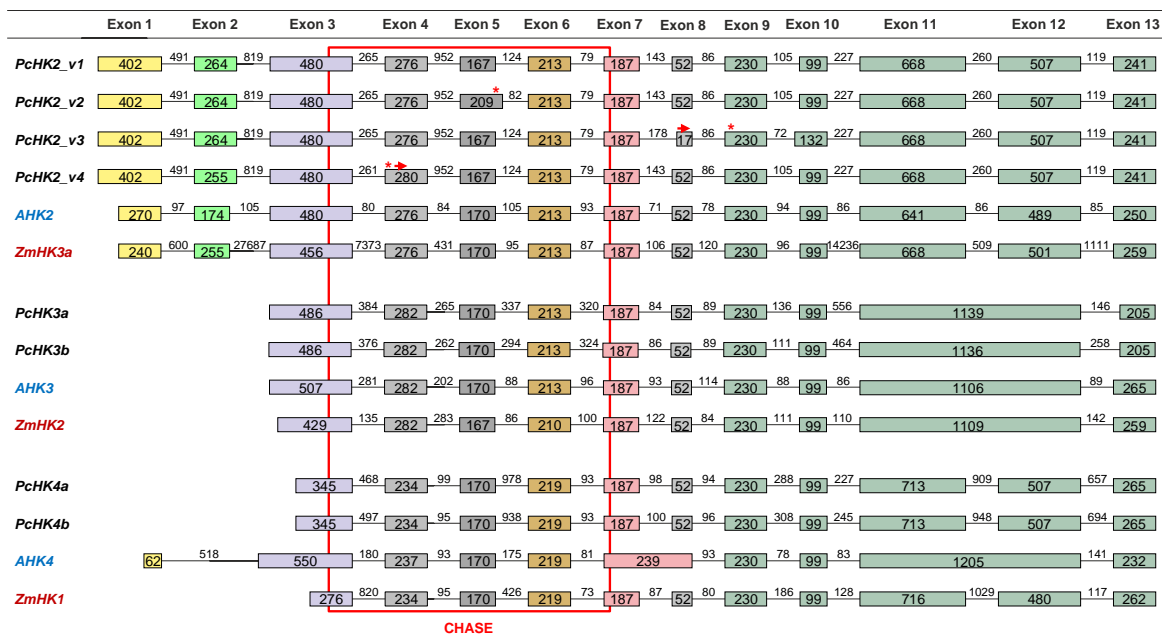 Exon 1 Exon 2 Exon 3 Exon 4 Exon 5 Exon 6 Exon 7 Exon 8 Exon 9 Exon 10 Exon 11 Exon 12 Exon 13
PcHK2_v1 402 491 264 819 480 265 276 952 167 124 213 79 187 143 52 86 230 105 99 227 668 260 507 119 241
PcHK2_v2 402 491 264 819 480 265 276 952 209 * 82 213 79 187 143 52 86 230 105 99 227 668 260 507 119 241
PcHK2_v3 402 491 264 819 480 265 276 952 167 124 213 79 187 178 17 86 * 230 72 132 227 668 260 507 119 241
PcHK2_v4 402 491 255 819 480 261 * 280 952 167 124 213 79 187 143 52 86 230 105 99 227 668 260 507 119 241
AHK2 270 97 174 105 480 80 276 84 170 105 213 93 187 71 52 78 230 94 99 86 641 86 489 85 250
ZmHK3a 240 600 255 27687 456 7373 276 431 170 95 213 87 187 106 52 120 230 96 99 14236 668 509 501 1111 259
PcHK3a 486 384 282 265 170 337 213 320 187 84 52 89 230 136 99 556 1139 146 205
PcHK3b 486 376 282 262 170 294 213 324 187 86 52 89 230 111 99 464 1136 258 205
AHK3 507 281 282 202 170 88 213 96 187 93 52 114 230 88 99 86 1106 89 265
ZmHK2 429 135 282 283 167 86 210 100 187 122 52 84 230 111 99 110 1109 142 259
PcHK4a 345 468 234 99 170 978 219 93 187 98 52 94 230 288 99 227 713 909 507 657 265
PcHK4b 345 497 234 95 170 938 219 93 187 100 52 96 230 308 99 245 713 948 507 694 265
AHK4 62 518 550 180 237 93 170 175 219 81 239 93 230 78 99 83 1205 141 232
ZmHK1 276 820 234 95 170 426 219 73 187 87 52 80 230 186 99 128 716 1029 480 117 262
CHASE